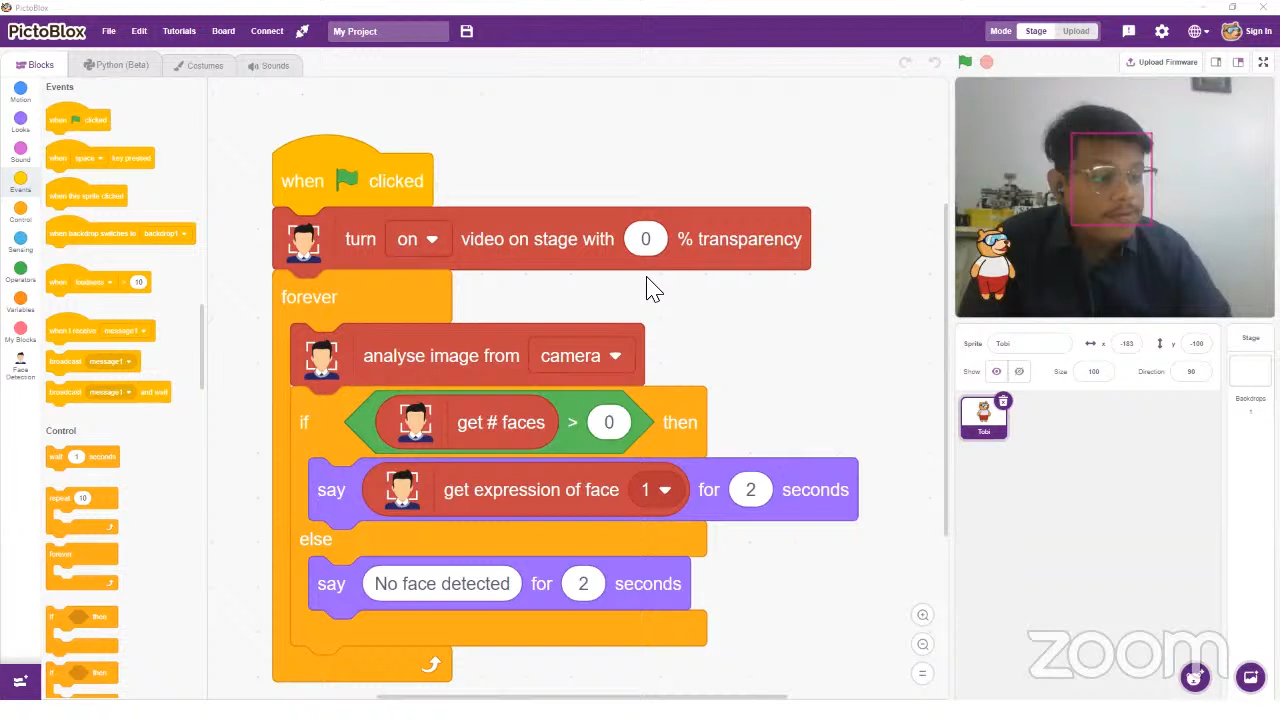 PictoBlox
PictoBlox File Edit Tutorials Board Connect My Project Mode Stage Upload Sign In
Blocks Python (Beta) Costumes Sounds Upload Firmware
Motion
Looks
Sound
Events
Control
Sensing
Operators
Variables
My Blocks
Face
Detection
Events
when clicked
when space key pressed
when this sprite clicked
when backdrop switches to backdrop1
when loudness > 10
when I receive message1
broadcast message1
broadcast message1 and wait
Control
wait 1 seconds
repeat 10
forever
if then
if then
when clicked
turn on video on stage with 0 % transparency
forever
analyse image from camera
if get # faces > 0 then
say get expression of face 1 for 2 seconds
else
say No face detected for 2 seconds
Sprite Tobi x -183 y -100
Show Size 100 Direction 90
Tobi
Stage
Backdrops
1
zoom